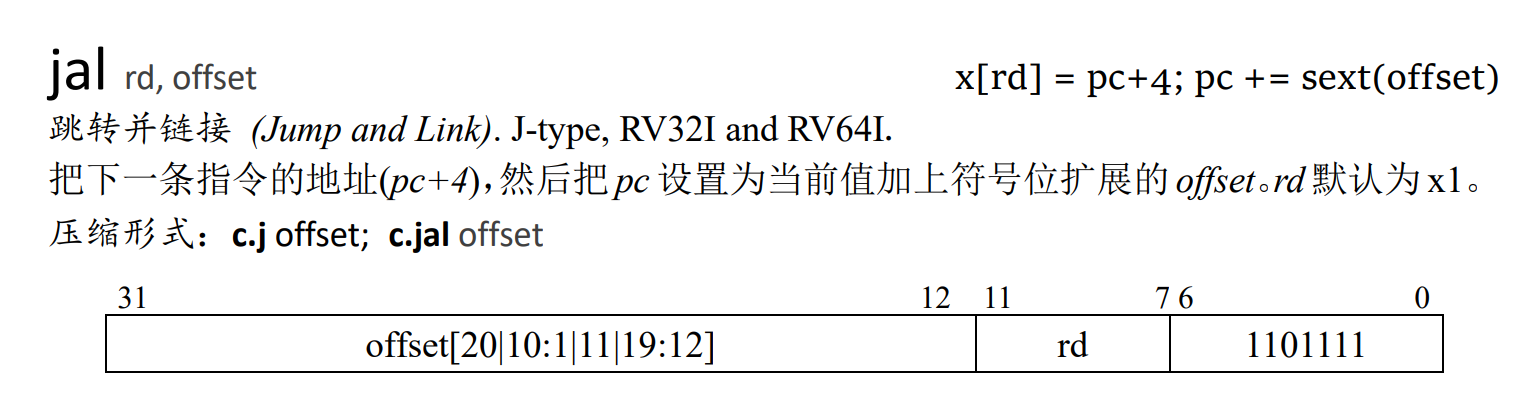 jal rd, offset x[rd] = pc+4; pc += sext(offset)
跳转并链接 (Jump and Link). J-type, RV32I and RV64I.
把下一条指令的地址(pc+4),然后把 pc 设置为当前值加上符号位扩展的 offset。rd 默认为 x1。
压缩形式：c.j offset; c.jal offset
31 12 11 7 6 0
offset[20|10:1|11|19:12] rd 1101111